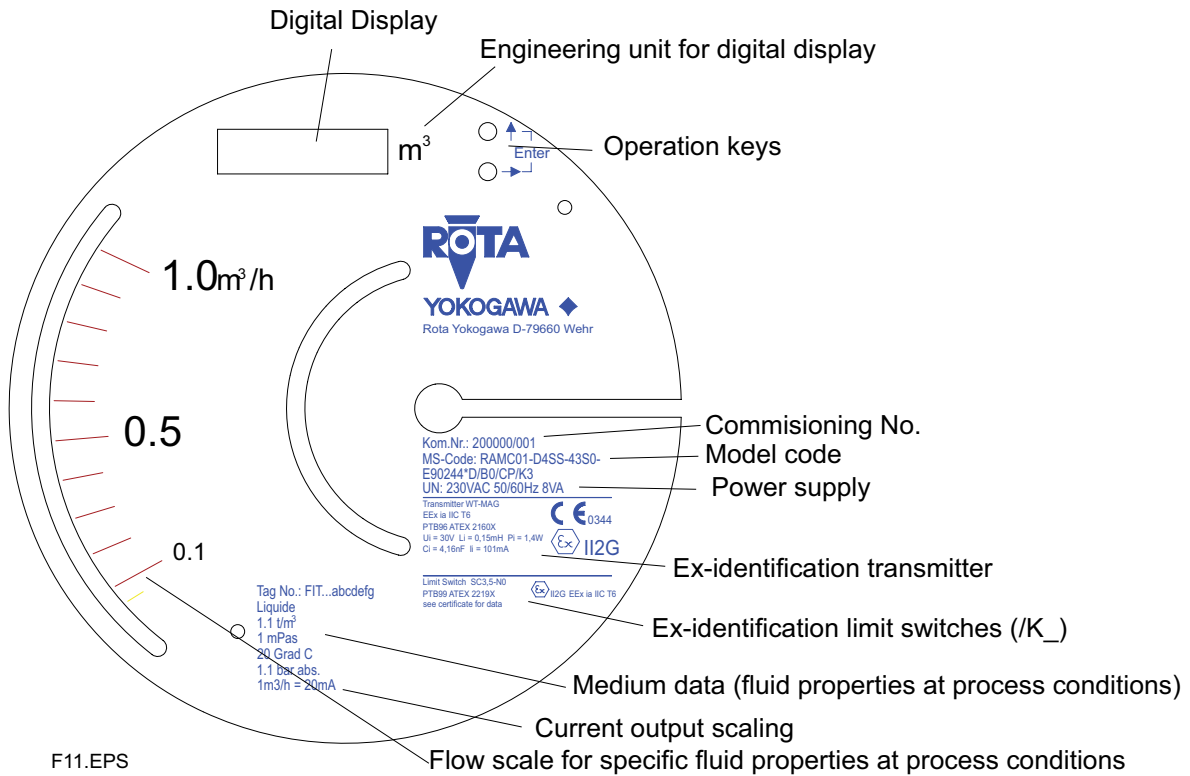 Digital Display
Engineering unit for digital display
m³
Enter
Operation keys
ROTA
YOKOGAWA
Rota Yokogawa D-79660 Wehr
1.0m³/h
0.5
0.1
Kom.Nr.: 200000/001
MS-Code: RAMC01-D4SS-43S0-
E90244*D/B0/CP/K3
UN: 230VAC 50/60Hz 8VA
Commisioning No.
Model code
Power supply
Transmitter WT-MAG
EEx ia IIC T6
PTB96 ATEX 2160X
Ui = 30V Li = 0,15mH Pi = 1,4W
Ci = 4,16nF Ii = 101mA
CE 0344
Ex II2G
Ex-identification transmitter
Limit Switch SC3,5-N0
PTB99 ATEX 2219X
see certificate for data
Ex II2G EEx ia IIC T6
Ex-identification limit switches (/K_)
Tag No.: FIT...abcdefg
Liquide
1.1 t/m³
1 mPas
20 Grad C
1.1 bar abs.
1m3/h = 20mA
Medium data (fluid properties at process conditions)
Current output scaling
Flow scale for specific fluid properties at process conditions
F11.EPS